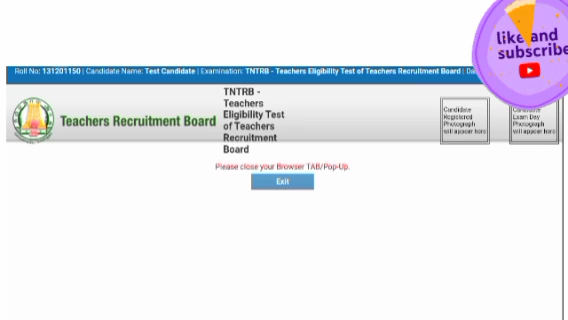 like and
subscribe
Roll No: 131201150 | Candidate Name: Test Candidate | Examination: TNTRB - Teachers Eligibility Test of Teachers Recruitment Board |
TNTRB -
Teachers
Eligibility Test
of Teachers
Recruitment
Board
Teachers Recruitment Board
Candidate
Registered
Photograph
will appear here
Candidate
Exam Day
Photograph
will appear here
Please close your Browser TAB/Pop-Up.
Exit